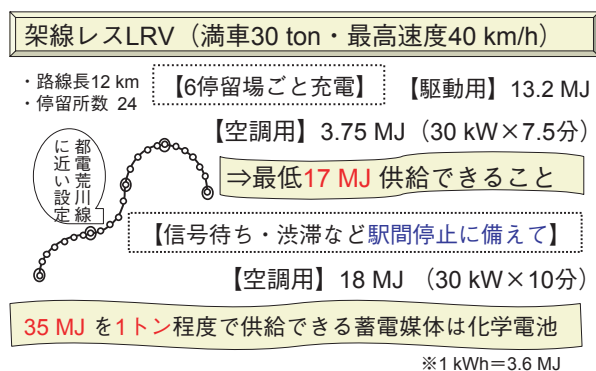 架線レスLRV（満車30 ton・最高速度40 km/h）
・路線長12 km
・停留所数 24
【6停留場ごと充電】
【駆動用】13.2 MJ
【空調用】3.75 MJ（30 kW×7.5分）
都電荒川線
に近い設定
⇒最低17 MJ 供給できること
【信号待ち・渋滞など駅間停止に備えて】
【空調用】18 MJ （30 kW×10分）
35 MJ を1トン程度で供給できる蓄電媒体は化学電池
※1 kWh＝3.6 MJ